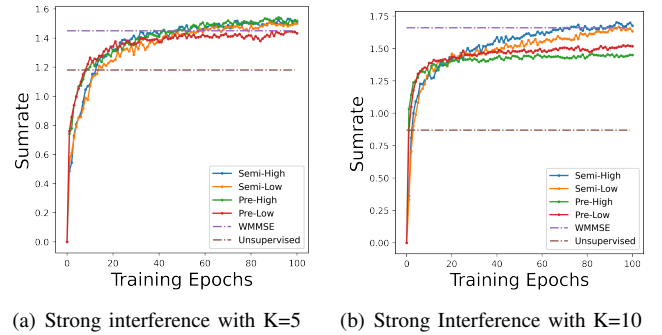 1.6
1.4
1.2
1.0
0.8
0.6
0.4
0.2
0.0
Sumrate
Semi-High
Semi-Low
Pre-High
Pre-Low
WMMSE
Unsupervised
0 20 40 60 80 100
Training Epochs
(a) Strong interference with K=5
1.75
1.50
1.25
1.00
0.75
0.50
0.25
0.00
Sumrate
Semi-High
Semi-Low
Pre-High
Pre-Low
WMMSE
Unsupervised
0 20 40 60 80 100
Training Epochs
(b) Strong Interference with K=10